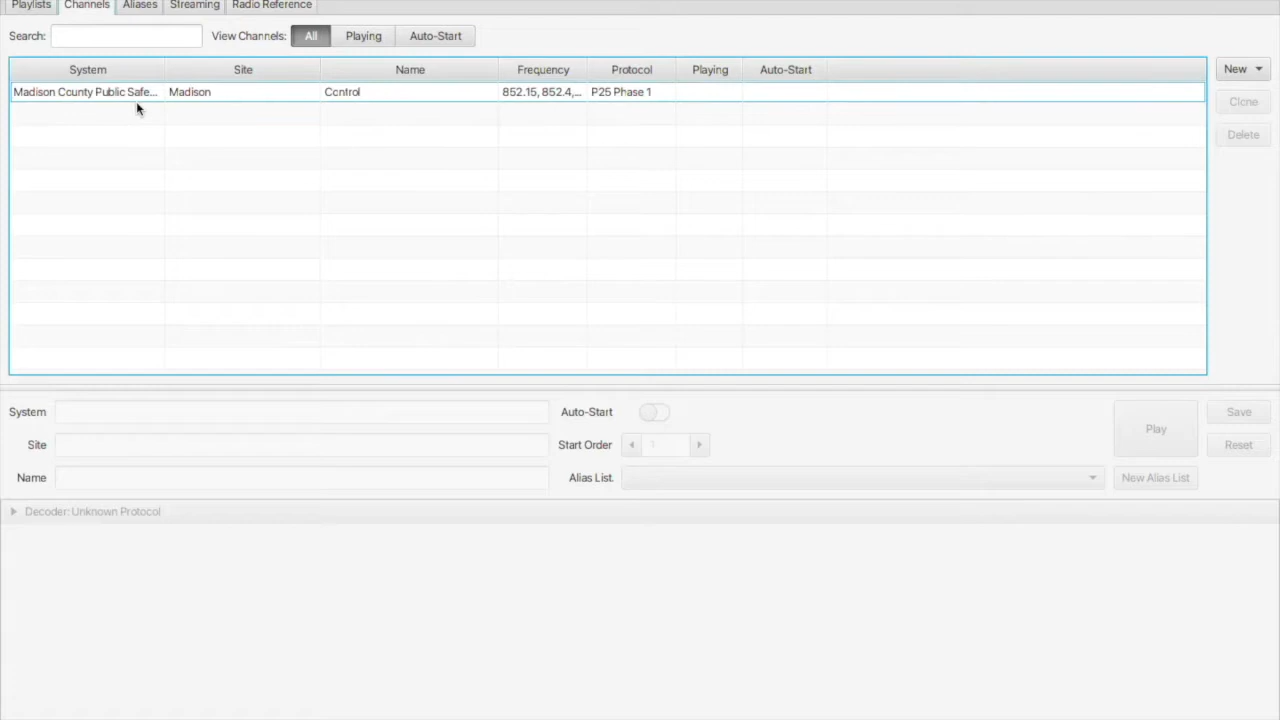 Playlists Channels Aliases Streaming Radio Reference
Search: View Channels: All Playing Auto-Start
System Site Name Frequency Protocol Playing Auto-Start New
Madison County Public Safe... Madison Control 852.15, 852.4,... P25 Phase 1
Clone
Delete
System Auto-Start Play Save
Site Start Order 1 Reset
Name Alias List New Alias List
Decoder: Unknown Protocol